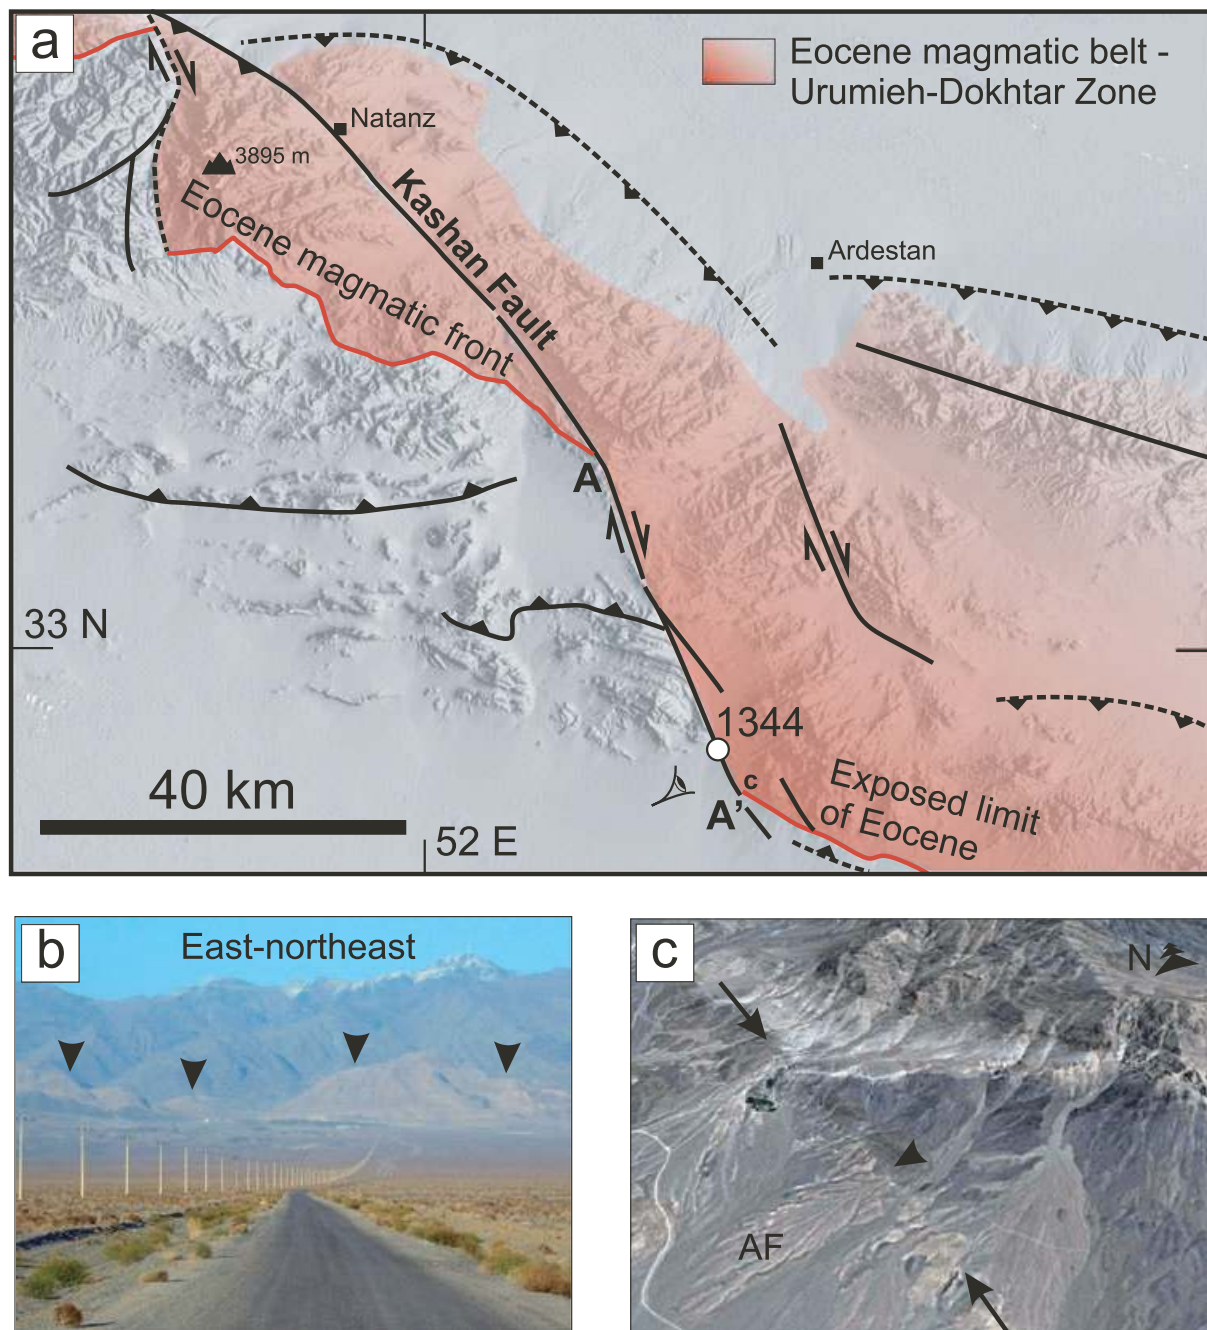 a
Eocene magmatic belt -
Urumieh-Dokhtar Zone
Natanz
3895 m
Kashan Fault
Eocene magmatic front
Ardestan
A
33 N
1344
c
A'
Exposed limit
of Eocene
40 km
52 E
b
East-northeast
c
N
AF